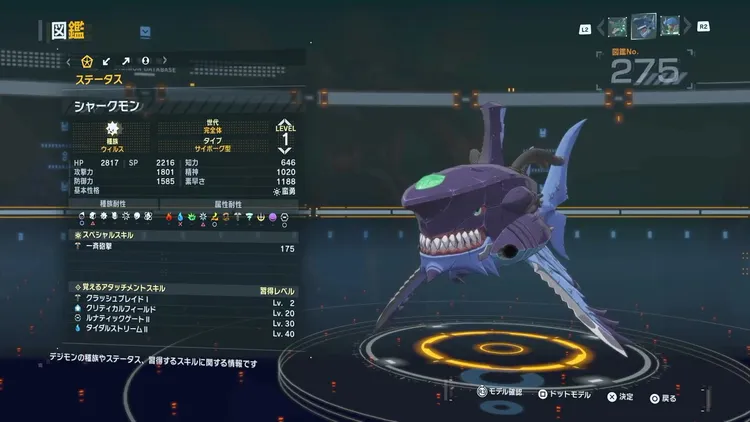 図鑑
L2
R2
図鑑No.
275
ステータス
シャークモン
種族
ウィルス
世代
完全体
タイプ
サイボーグ型
LEVEL
1
HP 2817 SP 2216 知力 646
攻撃力 1801 精神 1020
防御力 1585 素早さ 1188
基本性格 蛮勇
種族耐性 属性耐性
スペシャルスキル
一斉砲撃 175
覚えるアタッチメントスキル 習得レベル
クラッシュブレイドⅠ Lv. 2
クリティカルフィールド Lv. 20
ルナティックゲートⅡ Lv. 30
タイダルストリームⅡ Lv. 40
デジモンの種族やステータス、習得するスキルに関する情報です
R3 モデル確認 ドットモデル 決定 戻る